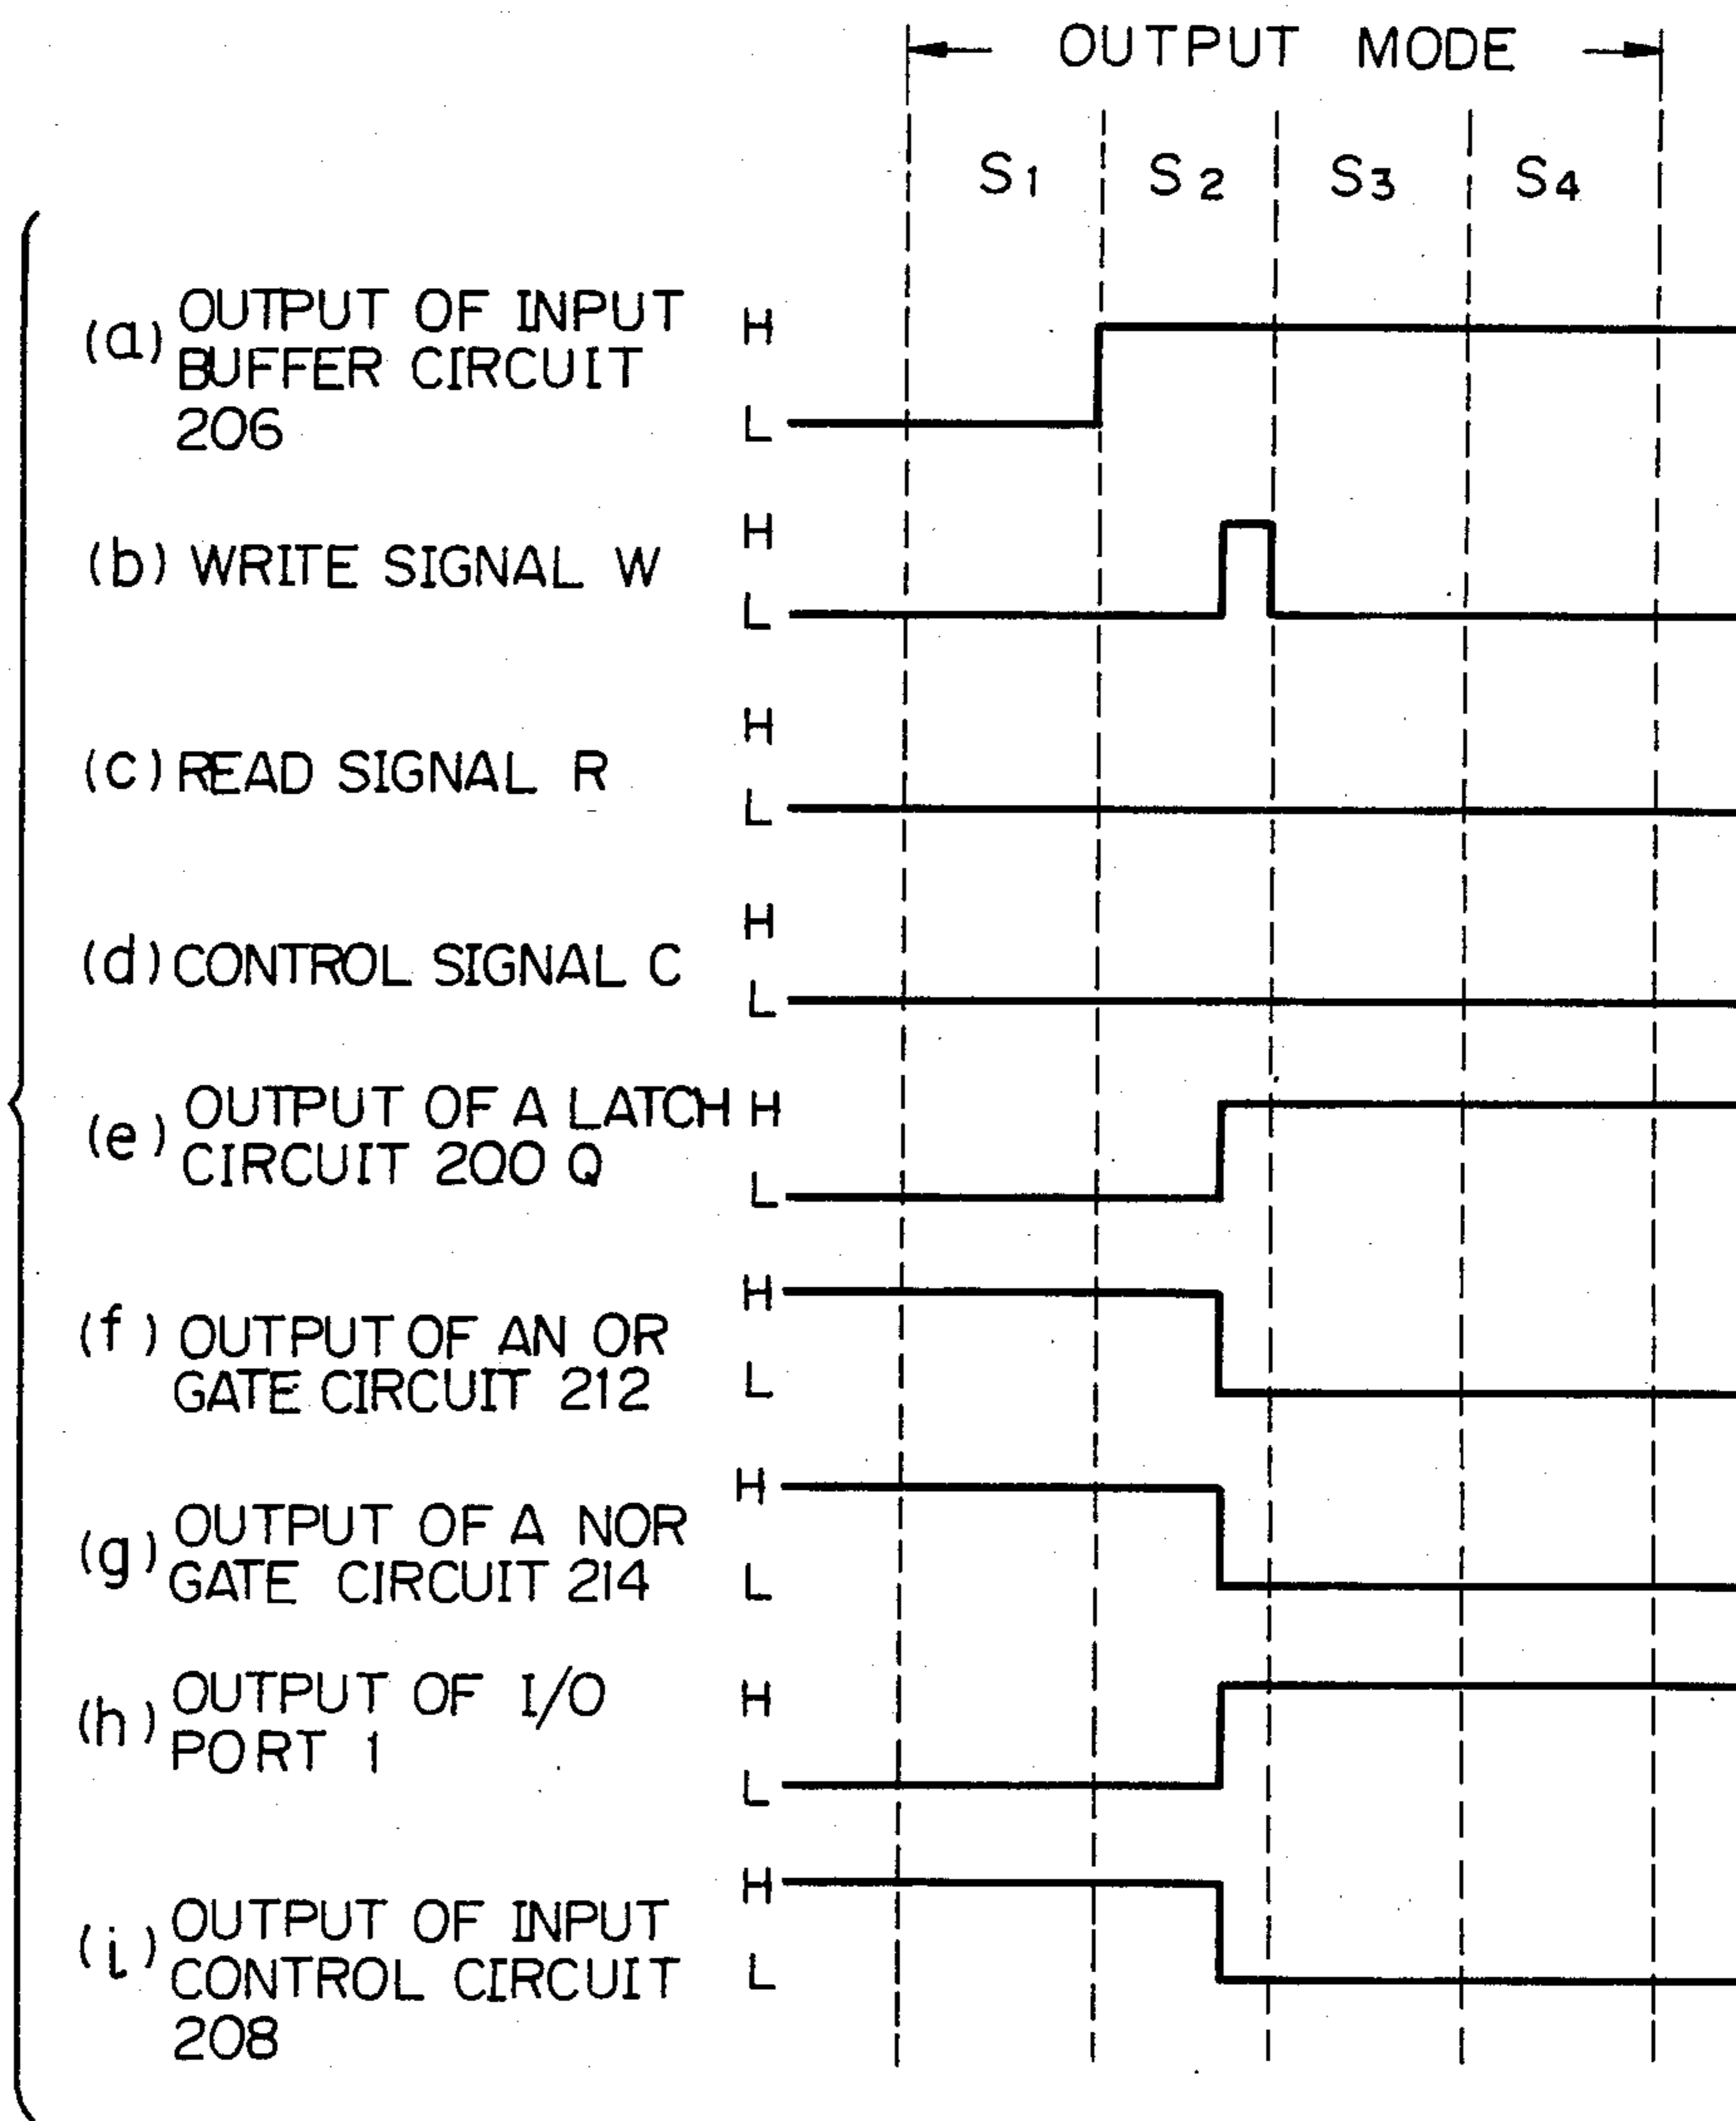 OUTPUT MODE
S1 S2 S3 S4
(a) OUTPUT OF INPUT
BUFFER CIRCUIT
206
H
L
(b) WRITE SIGNAL W
H
L
(c) READ SIGNAL R
H
L
(d) CONTROL SIGNAL C
H
L
(e) OUTPUT OF A LATCH
CIRCUIT 200 Q
H
L
(f) OUTPUT OF AN OR
GATE CIRCUIT 212
H
L
(g) OUTPUT OF A NOR
GATE CIRCUIT 214
H
L
(h) OUTPUT OF I/O
PORT 1
H
L
(i) OUTPUT OF INPUT
CONTROL CIRCUIT
208
H
L